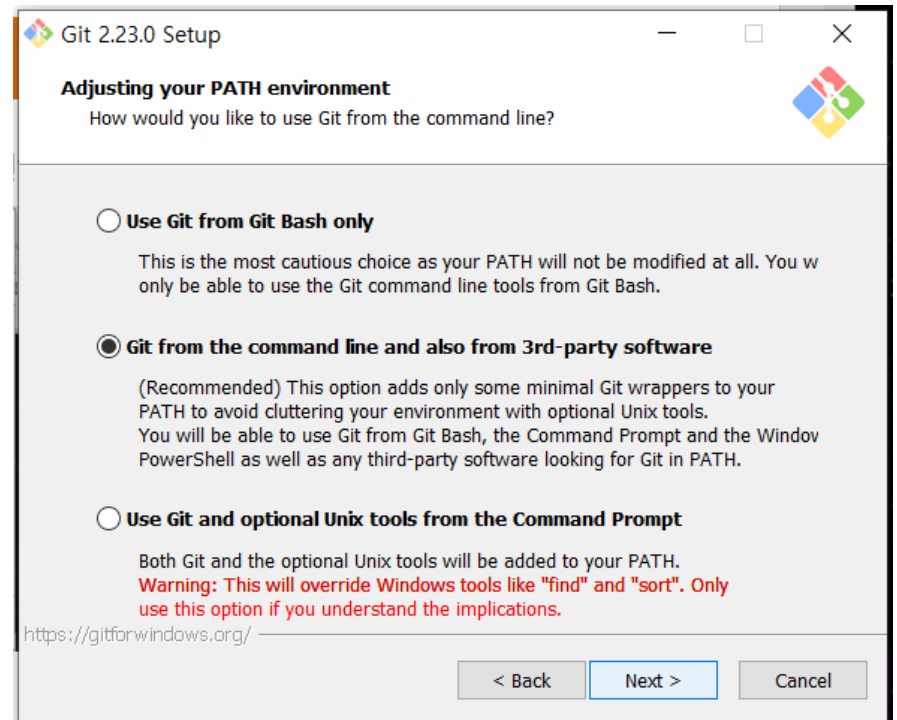 Git 2.23.0 Setup
Adjusting your PATH environment
How would you like to use Git from the command line?
Use Git from Git Bash only
This is the most cautious choice as your PATH will not be modified at all. You w
only be able to use the Git command line tools from Git Bash.
Git from the command line and also from 3rd-party software
(Recommended) This option adds only some minimal Git wrappers to your
PATH to avoid cluttering your environment with optional Unix tools.
You will be able to use Git from Git Bash, the Command Prompt and the Window
PowerShell as well as any third-party software looking for Git in PATH.
Use Git and optional Unix tools from the Command Prompt
Both Git and the optional Unix tools will be added to your PATH.
Warning: This will override Windows tools like "find" and "sort". Only
use this option if you understand the implications.
https://gitforwindows.org/
< Back
Next >
Cancel